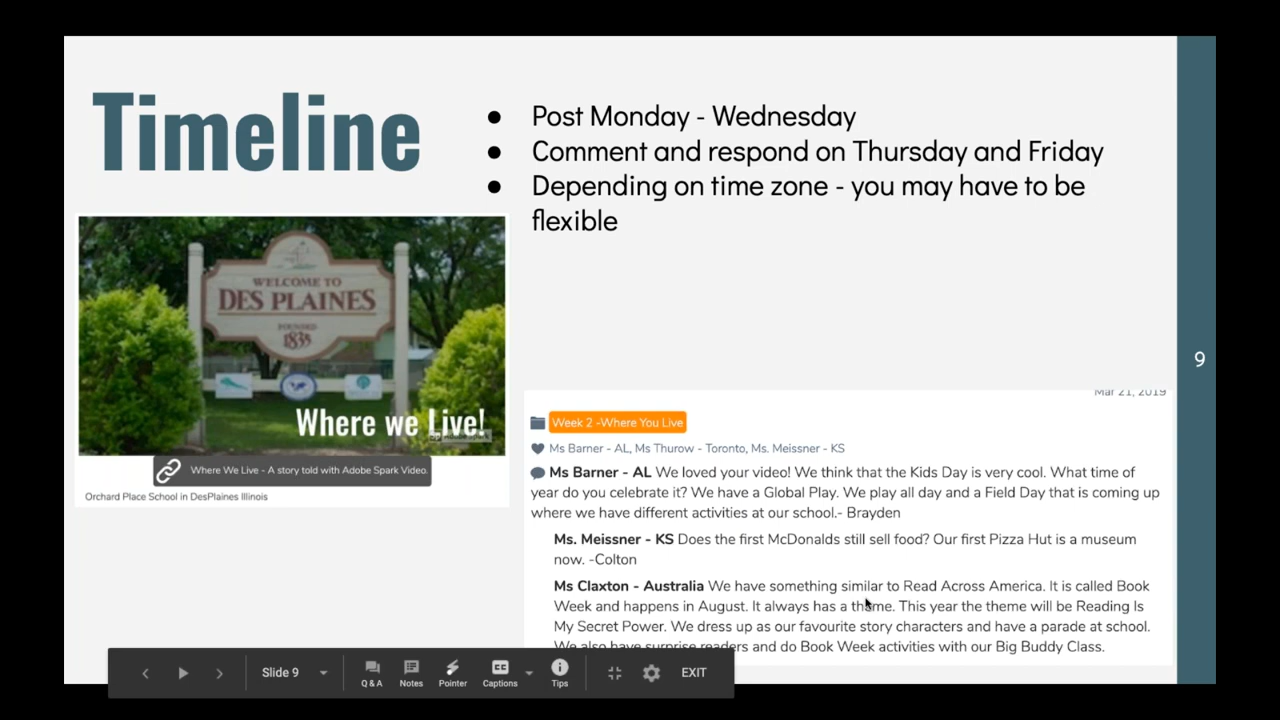 Timeline
● Post Monday - Wednesday
● Comment and respond on Thursday and Friday
● Depending on time zone - you may have to be
flexible
WELCOME TO
DES PLAINES
FOUNDED
1835
Where we Live!
Where We Live - A story told with Adobe Spark Video.
Orchard Place School in DesPlaines Illinois
9
Mar 21, 2019
Week 2 -Where You Live
Ms Barner - AL, Ms Thurow - Toronto, Ms. Meissner - KS
Ms Barner - AL We loved your video! We think that the Kids Day is very cool. What time of
year do you celebrate it? We have a Global Play. We play all day and a Field Day that is coming up
where we have different activities at our school.- Brayden
Ms. Meissner - KS Does the first McDonalds still sell food? Our first Pizza Hut is a museum
now. -Colton
Ms Claxton - Australia We have something similar to Read Across America. It is called Book
Week and happens in August. It always has a theme. This year the theme will be Reading Is
My Secret Power. We dress up as our favourite story characters and have a parade at school.
We also have surprise readers and do Book Week activities with our Big Buddy Class.
Slide 9
Q & A
Notes
Pointer
Captions
Tips
EXIT